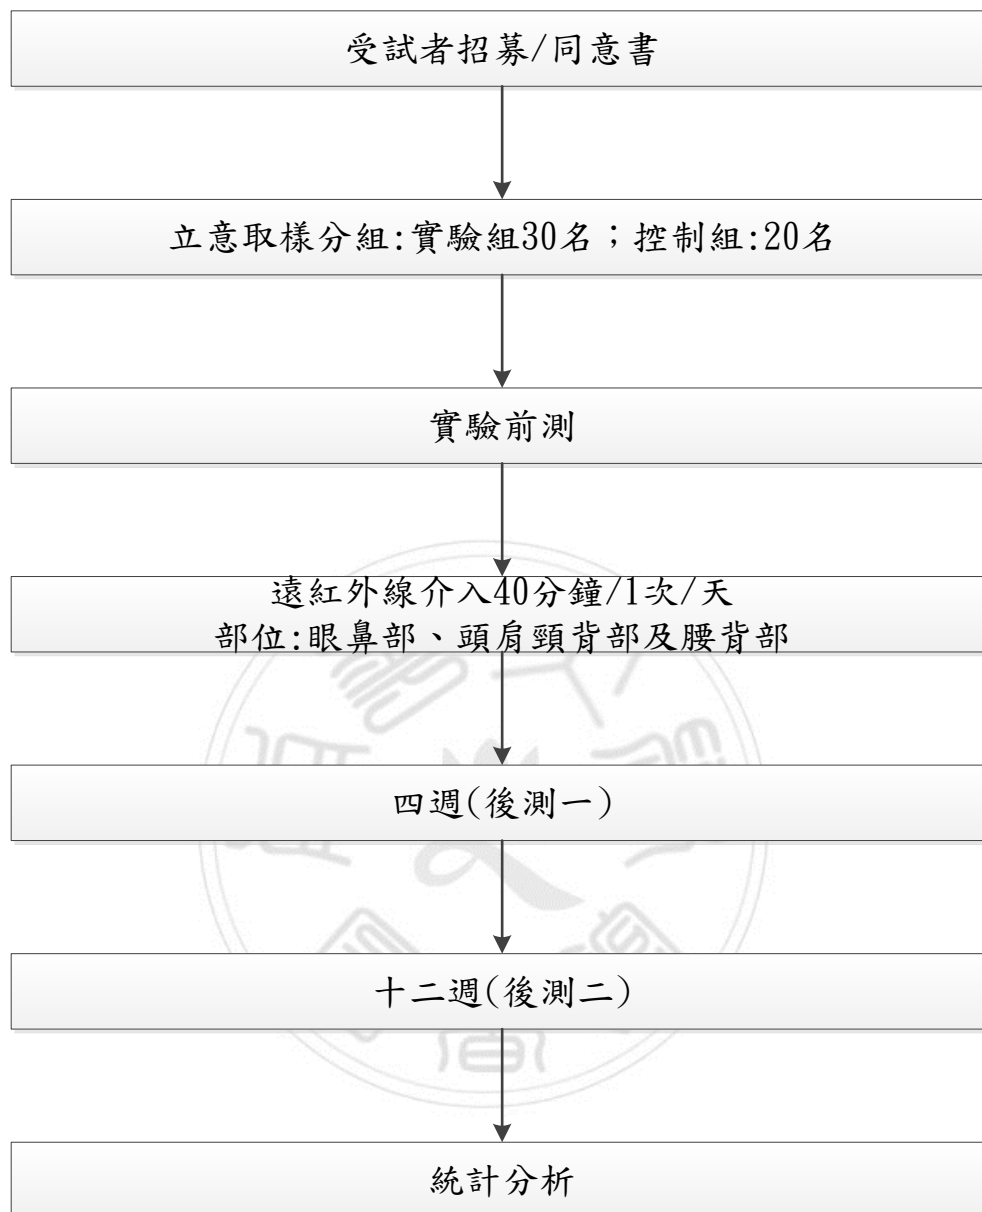 受試者招募/同意書
立意取樣分組:實驗組30名；控制組:20名
實驗前測
遠紅外線介入40分鐘/1次/天
部位:眼鼻部、頭肩頸背部及腰背部
四週(後測一)
十二週(後測二)
統計分析